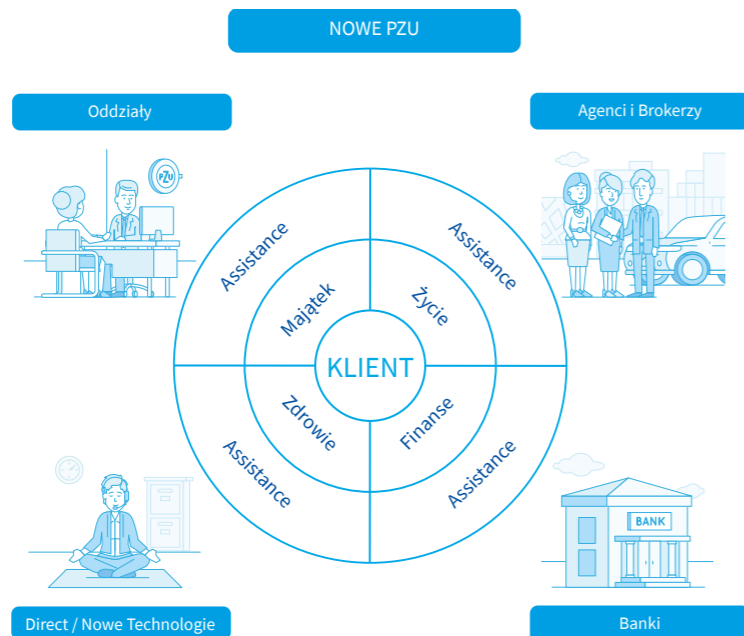 NOWE PZU
Oddziały
Agenci i Brokerzy
PZU
Assistance
Assistance
Majątek
Życie
KLIENT
Zdrowie
Finanse
Assistance
Assistance
BANK
Direct / Nowe Technologie
Banki